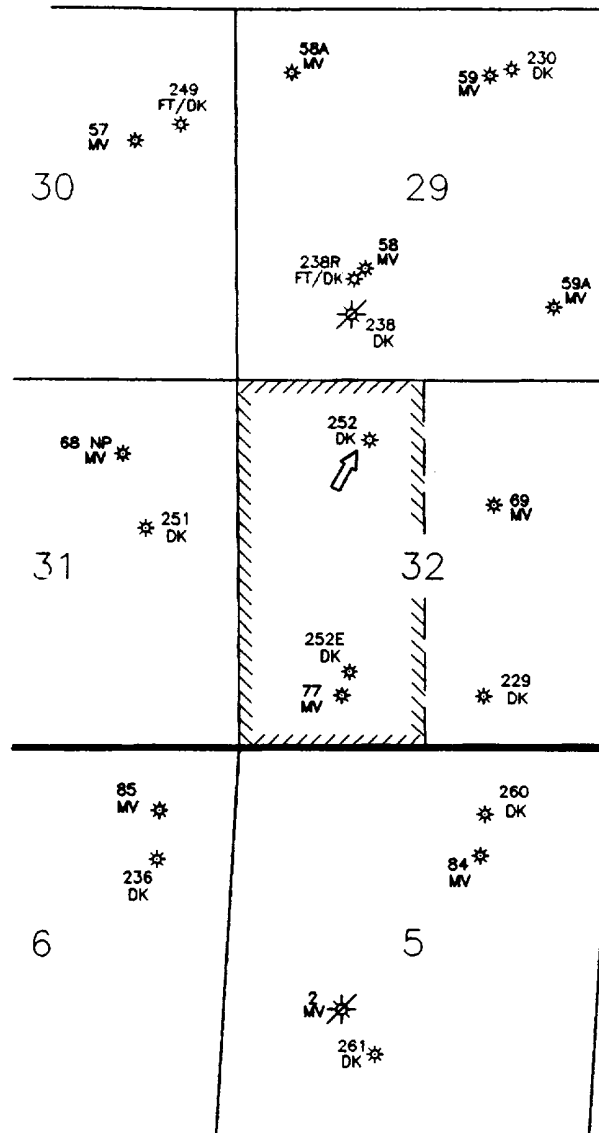 58A
MV
59
MV
230
DK
249
FT/DK
57
MV
30
29
238R
FT/DK
58
MV
238
DK
59A
MV
252
DK
68 NP
MV
251
DK
69
MV
31
32
252E
DK
77
MV
229
DK
85
MV
236
DK
260
DK
84
MV
6
5
2
MV
261
DK